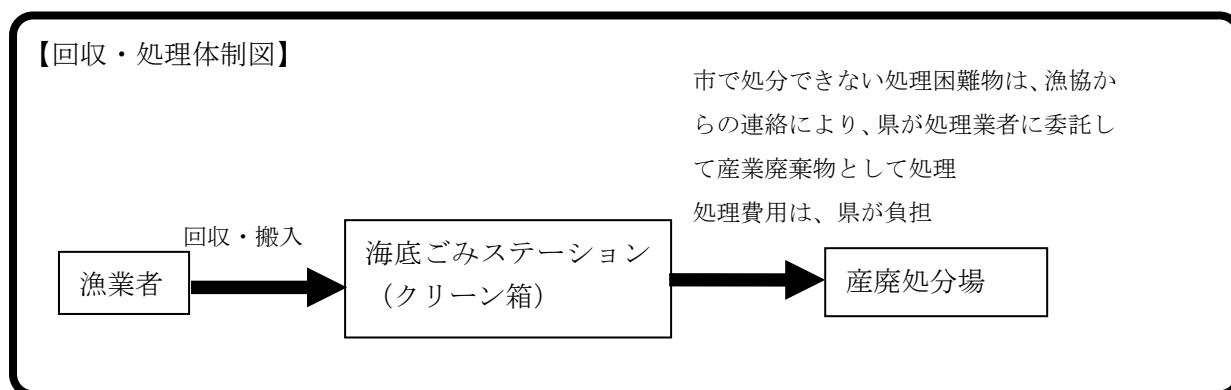 【回収・処理体制図】
市で処分できない処理困難物は、漁協か
らの連絡により、県が処理業者に委託し
て産業廃棄物として処理
処理費用は、県が負担
回収・搬入
漁業者
海底ごみステーション
（クリーン箱）
産廃処分場